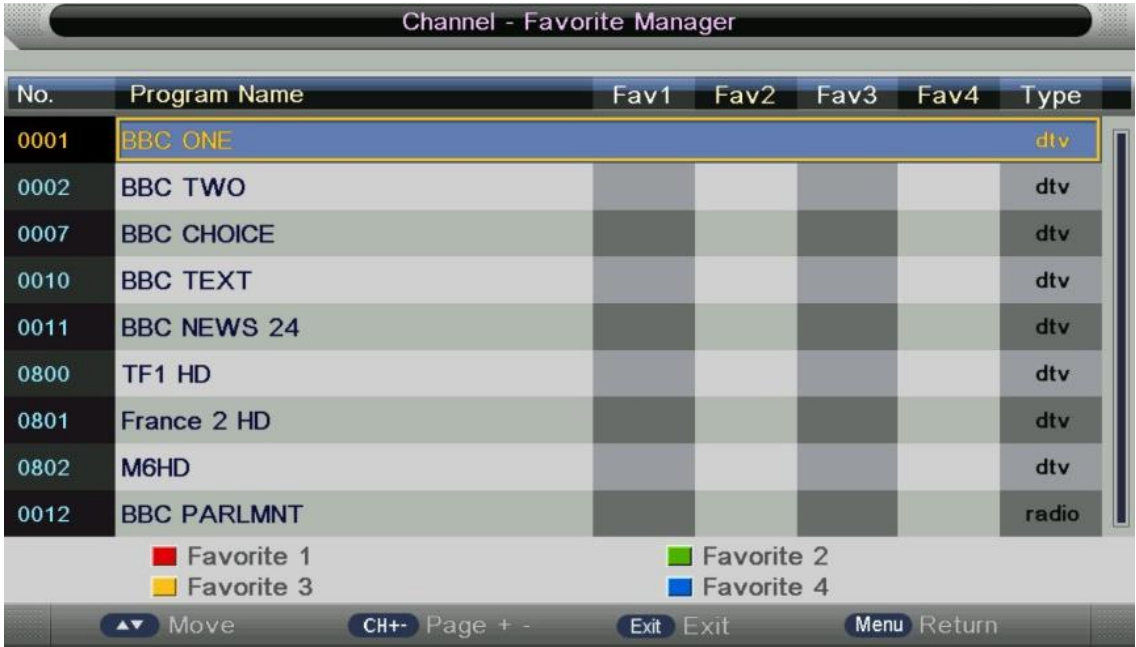 Channel - Favorite Manager
No. Program Name Fav1 Fav2 Fav3 Fav4 Type
0001 BBC ONE dtv
0002 BBC TWO dtv
0007 BBC CHOICE dtv
0010 BBC TEXT dtv
0011 BBC NEWS 24 dtv
0800 TF1 HD dtv
0801 France 2 HD dtv
0802 M6HD dtv
0012 BBC PARLMNT radio
Favorite 1 Favorite 2
Favorite 3 Favorite 4
▲▼ Move CH+- Page + - Exit Exit Menu Return